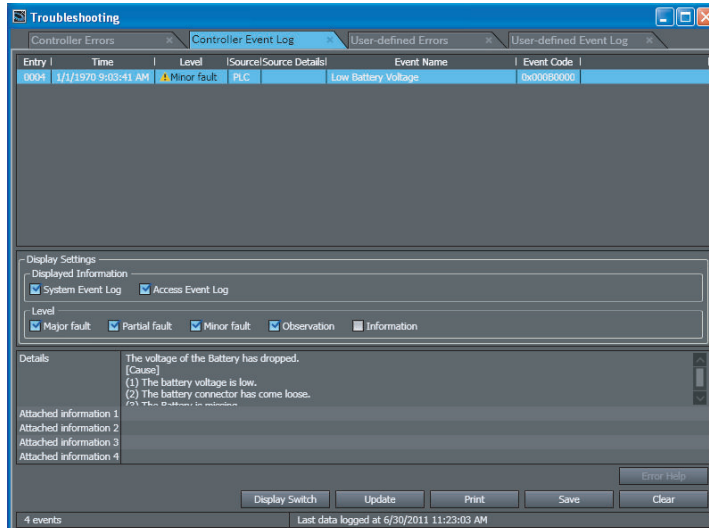 Troubleshooting
Controller Errors
Controller Event Log
User-defined Errors
User-defined Event Log
Entry Time Level Source Source Details Event Name Event Code
0004 1/1/1970 9:03:41 AM Minor fault PLC Low Battery Voltage 0x000B0000
Display Settings
Displayed Information
System Event Log Access Event Log
Level
Major fault Partial fault Minor fault Observation Information
Details
The voltage of the Battery has dropped.
[Cause]
(1) The battery voltage is low.
(2) The battery connector has come loose.
(3) The Battery is missing.
Attached information 1
Attached information 2
Attached information 3
Attached information 4
Error Help
Display Switch Update Print Save Clear
4 events Last data logged at 6/30/2011 11:23:03 AM